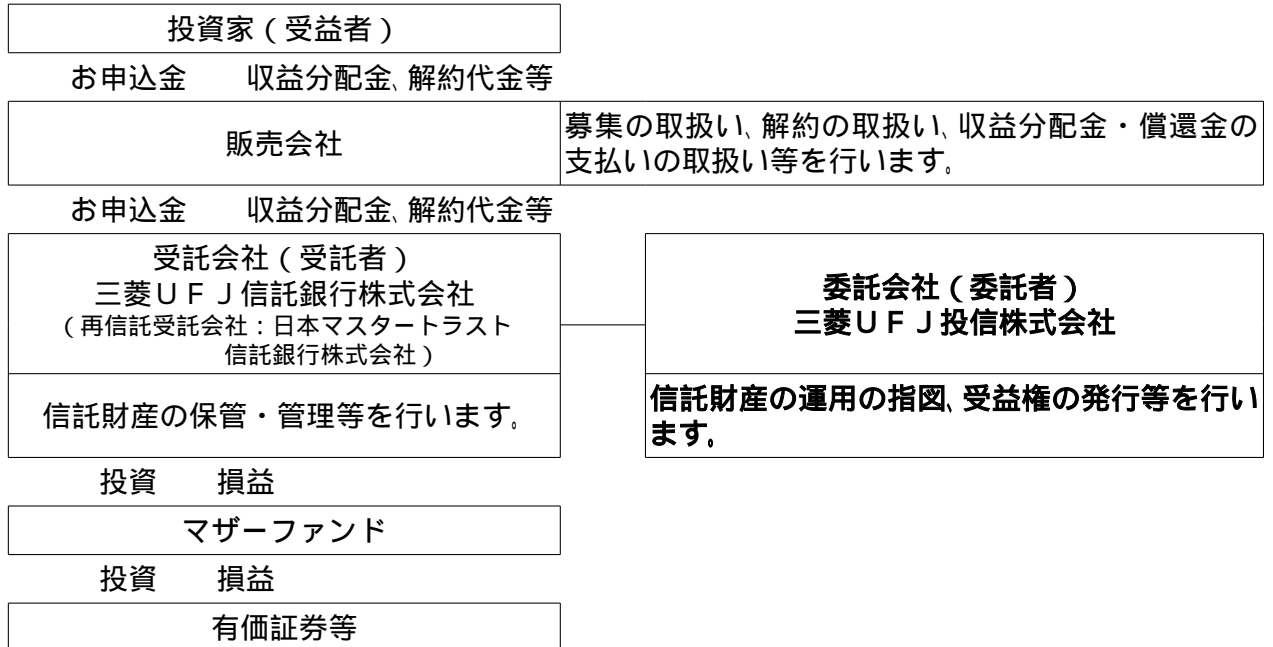 投資家(受益者)
お申込金　収益分配金、解約代金等
販売会社
募集の取扱い、解約の取扱い、収益分配金・償還金の
支払いの取扱い等を行います。
お申込金　収益分配金、解約代金等
受託会社(受託者)
三菱UFJ信託銀行株式会社
(再信託受託会社:日本マスタートラスト
信託銀行株式会社)
信託財産の保管・管理等を行います。
委託会社(委託者)
三菱UFJ投信株式会社
信託財産の運用の指図、受益権の発行等を行い
ます。
投資　損益
マザーファンド
投資　損益
有価証券等